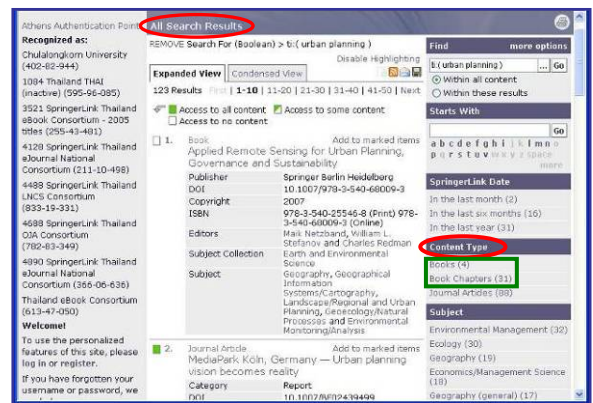 Athens Authentication Point
Recognized as:
Chulalongkorn University
(402-82-944)
1084 Thailand THAI
(inactive) (595-96-085)
3521 SpringerLink Thailand
eBook Consortium - 2005
titles (255-43-481)
4128 SpringerLink Thailand
eJournal National
Consortium (211-10-498)
4488 SpringerLink Thailand
LNCS Consortium
(833-19-331)
4688 SpringerLink Thailand
OJA Consortium
(782-83-349)
4890 SpringerLink Thailand
eJournal National
Consortium (366-06-636)
Thailand eBook Consortium
(613-47-050)
Welcome!
To use the personalized
features of this site, please
log in or register.
If you have forgotten your
username or password, we
All Search Results
REMOVE Search For (Boolean) > ti:( urban planning )
Disable Highlighting
Expanded View Condensed View
123 Results First | 1-10 | 11-20 | 21-30 | 31-40 | 41-50 | Next
Access to all content Access to some content
Access to no content
1. Book Add to marked items
Applied Remote Sensing for Urban Planning,
Governance and Sustainability
Publisher Springer Berlin Heidelberg
DOI 10.1007/978-3-540-68009-3
Copyright 2007
ISBN 978-3-540-25546-8 (Print) 978-
3-540-68009-3 (Online)
Editors Maik Netzband, William L.
Stefanov and Charles Redman
Subject Collection Earth and Environmental
Science
Subject Geography, Geographical
Information
Systems/Cartography,
Landscape/Regional and Urban
Planning, Geoecology/Natural
Processes and Environmental
Monitoring/Analysis
2. Journal Article Add to marked items
MediaPark Köln, Germany — Urban planning
vision becomes reality
Category Report
DOI 10.1007/BF02439499
Find more options
ti:( urban planning ) ... Go
Within all content
Within these results
Starts With
Go
a b c d e f g h i j k l m n o
p q r s t u v w x y z space
more
SpringerLink Date
In the last month (2)
In the last six months (16)
In the last year (31)
Content Type
Books (4)
Book Chapters (31)
Journal Articles (88)
Subject
Environmental Management (32)
Ecology (30)
Geography (19)
Economics/Management Science
(18)
Geography (general) (17)